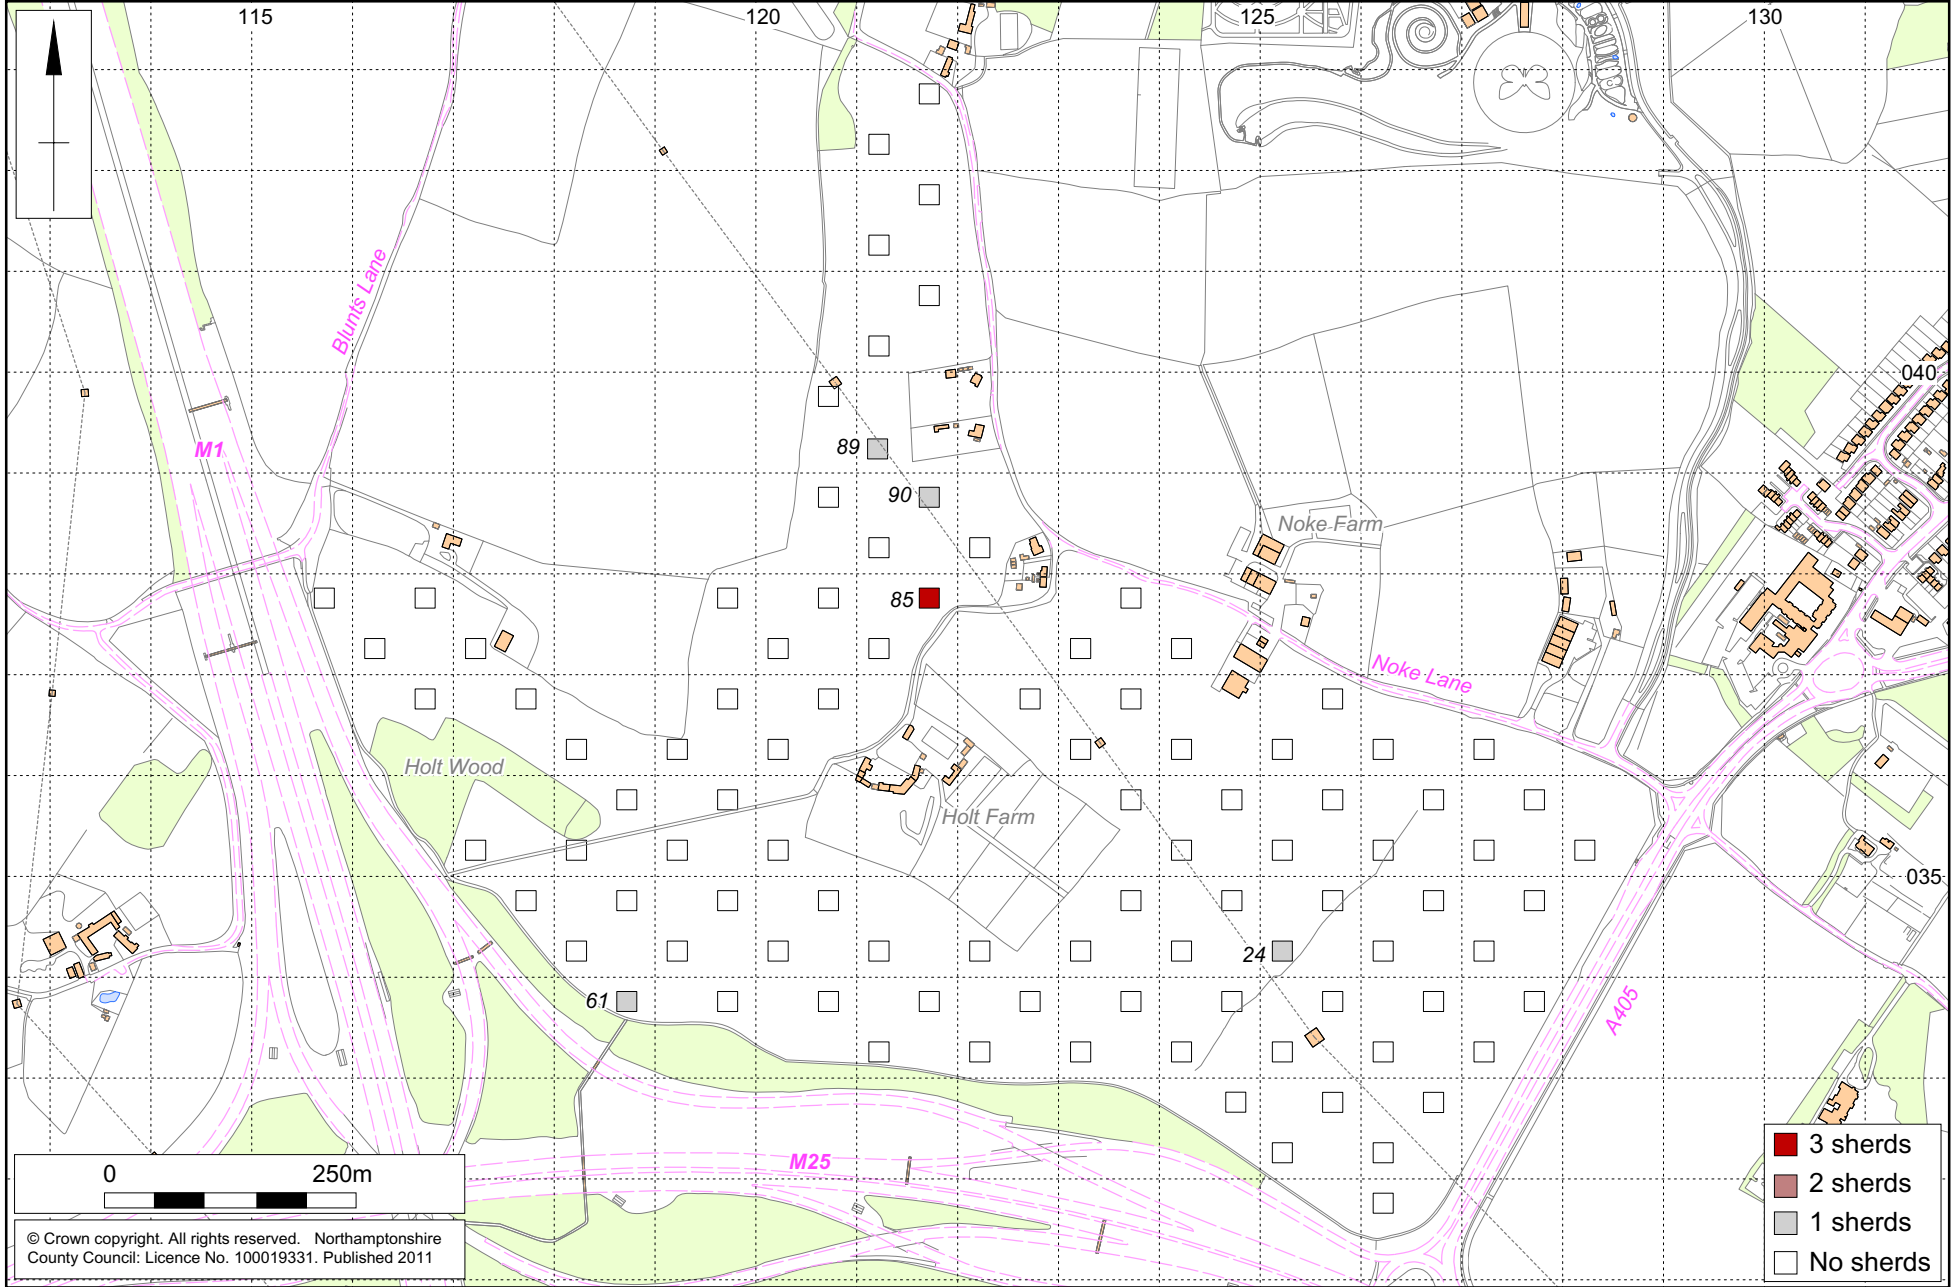 115
120
125
130
Blunts Lane
040
M1
89
90
Noke Farm
85
Noke Lane
Holt Wood
Holt Farm
035
24
61
A405
M25
0 250m
© Crown copyright. All rights reserved. Northamptonshire
County Council: Licence No. 100019331. Published 2011
3 sherds
2 sherds
1 sherds
No sherds